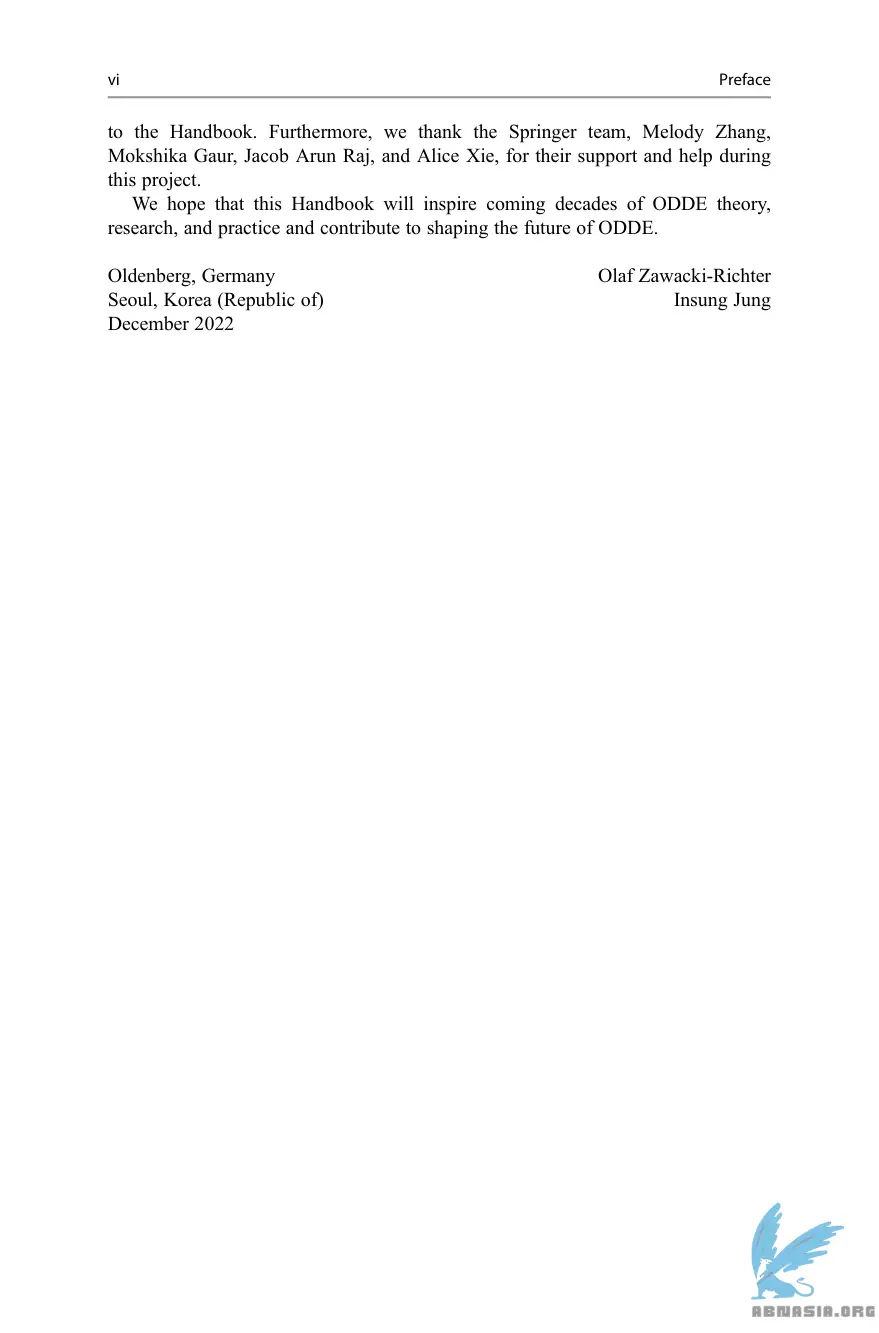 vi Preface
to the Handbook. Furthermore, we thank the Springer team, Melody Zhang,
Mokshika Gaur, Jacob Arun Raj, and Alice Xie, for their support and help during
this project.
We hope that this Handbook will inspire coming decades of ODDE theory,
research, and practice and contribute to shaping the future of ODDE.
Oldenberg, Germany Olaf Zawacki-Richter
Seoul, Korea (Republic of) Insung Jung
December 2022
ABNASIA.ORG